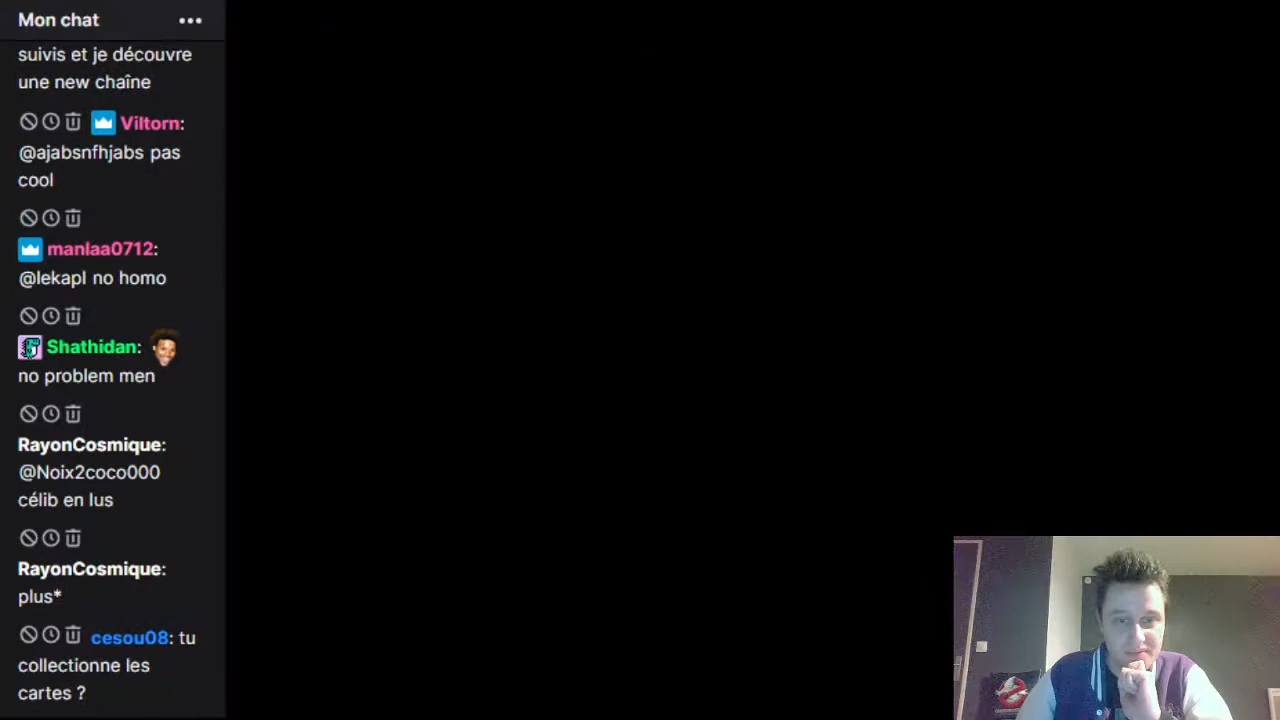 Mon chat
suivis et je découvre
une new chaîne
Viltorn:
@ajabsnfhjabs pas
cool
manlaa0712:
@lekapl no homo
Shathidan:
no problem men
RayonCosmique:
@Noix2coco000
célib en lus
RayonCosmique:
plus*
cesou08: tu
collectionne les
cartes ?